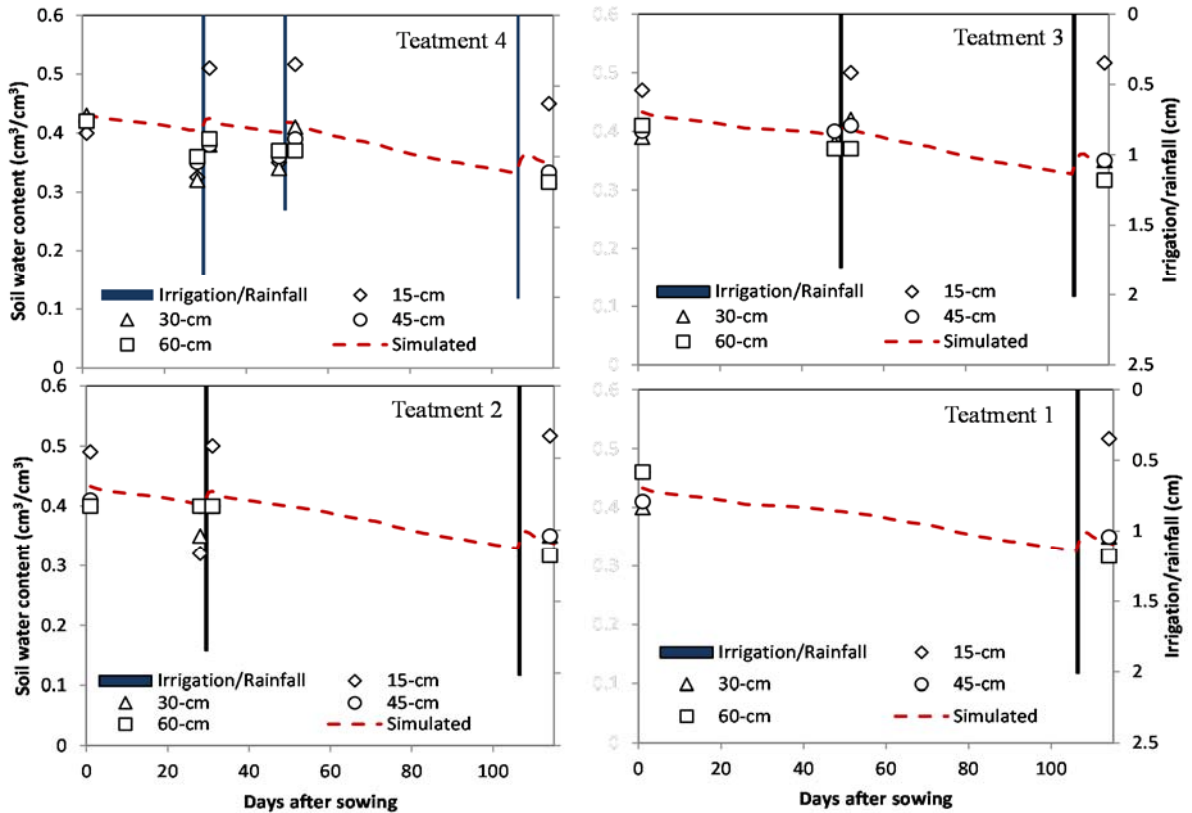 Teatment 4
Soil water content (cm³/cm³)
0.6
0.5
0.4
0.3
0.2
0.1
0
Irrigation/Rainfall
15-cm
30-cm
45-cm
60-cm
Simulated
Teatment 3
0.6
0.5
0.4
0.3
0.2
0.1
0
Irrigation/Rainfall
15-cm
30-cm
45-cm
60-cm
Simulated
0
0.5
1
1.5
2
2.5
Irrigation/rainfall (cm)
Teatment 2
Soil water content (cm³/cm³)
0.6
0.5
0.4
0.3
0.2
0.1
0
Irrigation/Rainfall
15-cm
30-cm
45-cm
60-cm
Simulated
0
20
40
60
80
100
Days after sowing
Teatment 1
0.6
0.5
0.4
0.3
0.2
0.1
0
Irrigation/Rainfall
15-cm
30-cm
45-cm
60-cm
Simulated
0
0.5
1
1.5
2
2.5
Irrigation/rainfall (cm)
0
20
40
60
80
100
Days after sowing